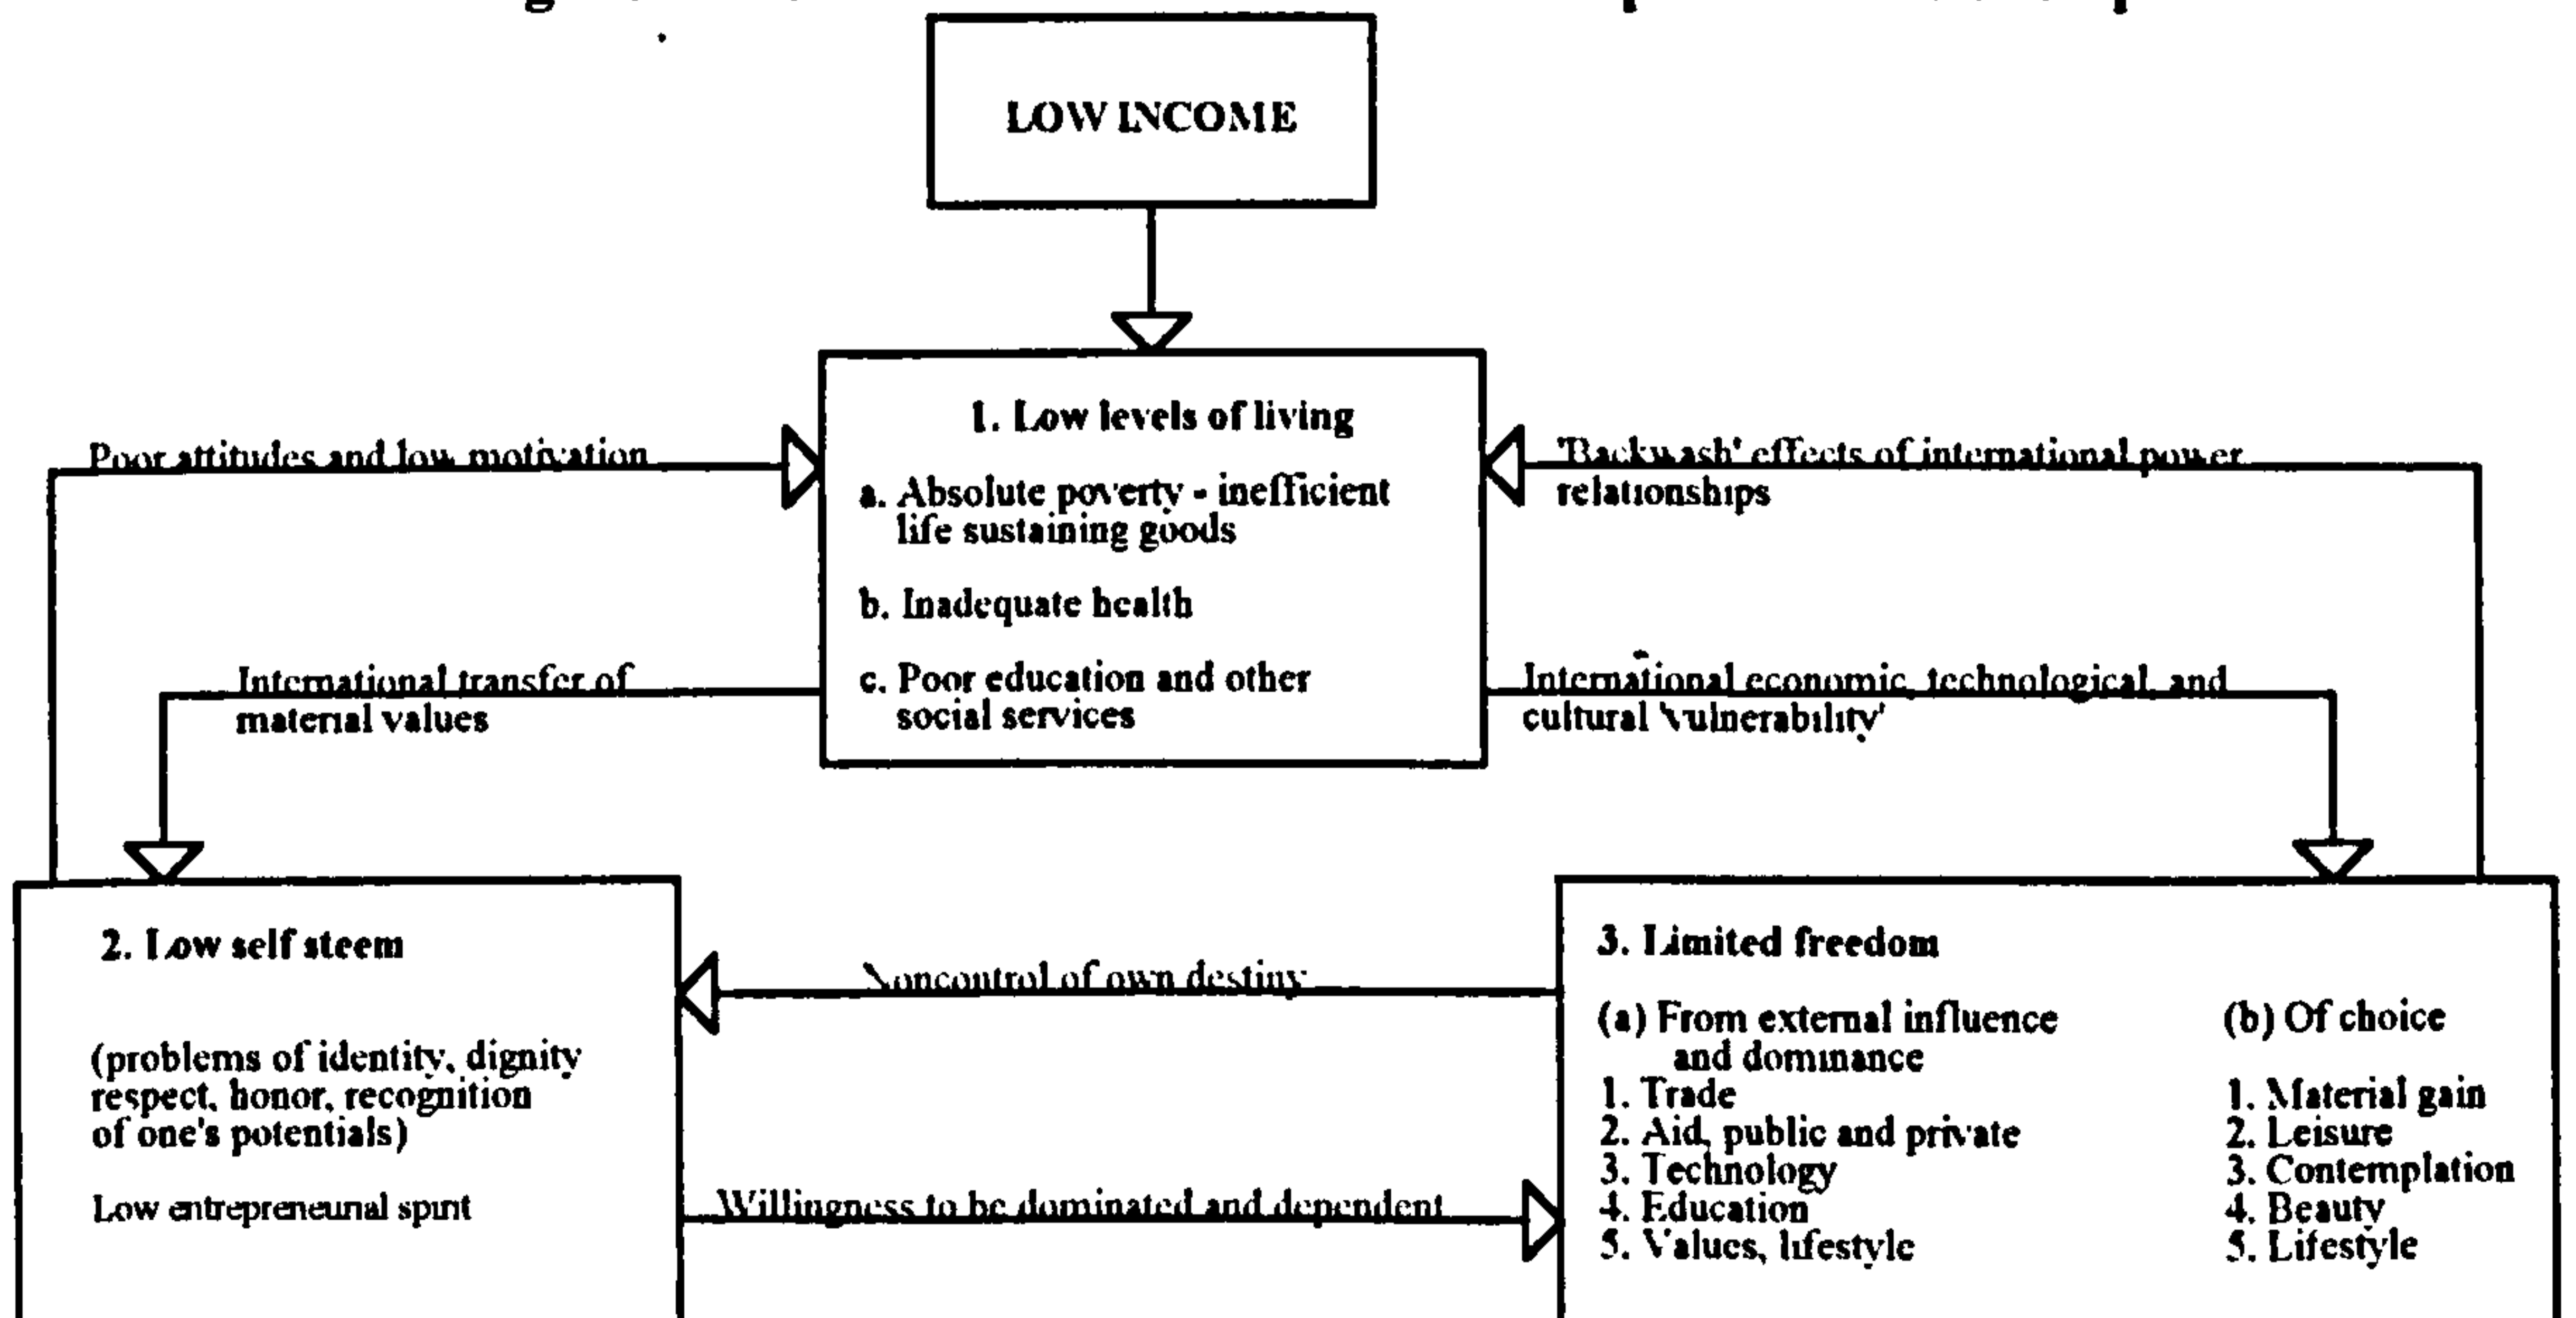 LOW INCOME
1. Low levels of living
a. Absolute poverty - inefficient
life sustaining goods
b. Inadequate health
c. Poor education and other
social services
Poor attitudes and low motivation
'Backwash' effects of international power
relationships
International transfer of
material values
International economic, technological, and
cultural 'vulnerability'
2. Low self steem
(problems of identity, dignity
respect, honor, recognition
of one's potentials)
Low entrepreneurial spirit
Noncontrol of own destiny
Willingness to be dominated and dependent
3. Limited freedom
(a) From external influence
and dominance
1. Trade
2. Aid, public and private
3. Technology
4. Education
5. Values, lifestyle
(b) Of choice
1. Material gain
2. Leisure
3. Contemplation
4. Beauty
5. Lifestyle